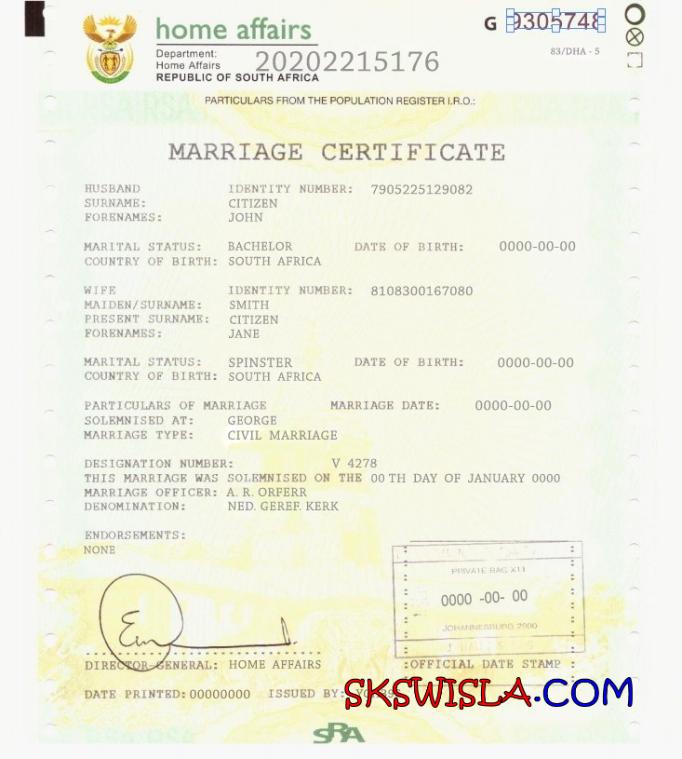 home affairs
Department:
Home Affairs
REPUBLIC OF SOUTH AFRICA
20202215176
G 9305748
83/DHA - 5
PARTICULARS FROM THE POPULATION REGISTER I.R.O.:
MARRIAGE CERTIFICATE
HUSBAND IDENTITY NUMBER: 7905225129082
SURNAME: CITIZEN
FORENAMES: JOHN
MARITAL STATUS: BACHELOR DATE OF BIRTH: 0000-00-00
COUNTRY OF BIRTH: SOUTH AFRICA
WIFE IDENTITY NUMBER: 8108300167080
MAIDEN/SURNAME: SMITH
PRESENT SURNAME: CITIZEN
FORENAMES: JANE
MARITAL STATUS: SPINSTER DATE OF BIRTH: 0000-00-00
COUNTRY OF BIRTH: SOUTH AFRICA
PARTICULARS OF MARRIAGE MARRIAGE DATE: 0000-00-00
SOLEMNISED AT: GEORGE
MARRIAGE TYPE: CIVIL MARRIAGE
DESIGNATION NUMBER: V 4278
THIS MARRIAGE WAS SOLEMNISED ON THE 00 TH DAY OF JANUARY 0000
MARRIAGE OFFICER: A. R. ORFERR
DENOMINATION: NED. GEREF. KERK
ENDORSEMENTS:
NONE
PRIVATE BAG X11
0000 -00- 00
JOHANNESBURG 2000
DIRECTOR-GENERAL: HOME AFFAIRS
:OFFICIAL DATE STAMP
DATE PRINTED: 00000000 ISSUED BY:
SKSWISLA.COM